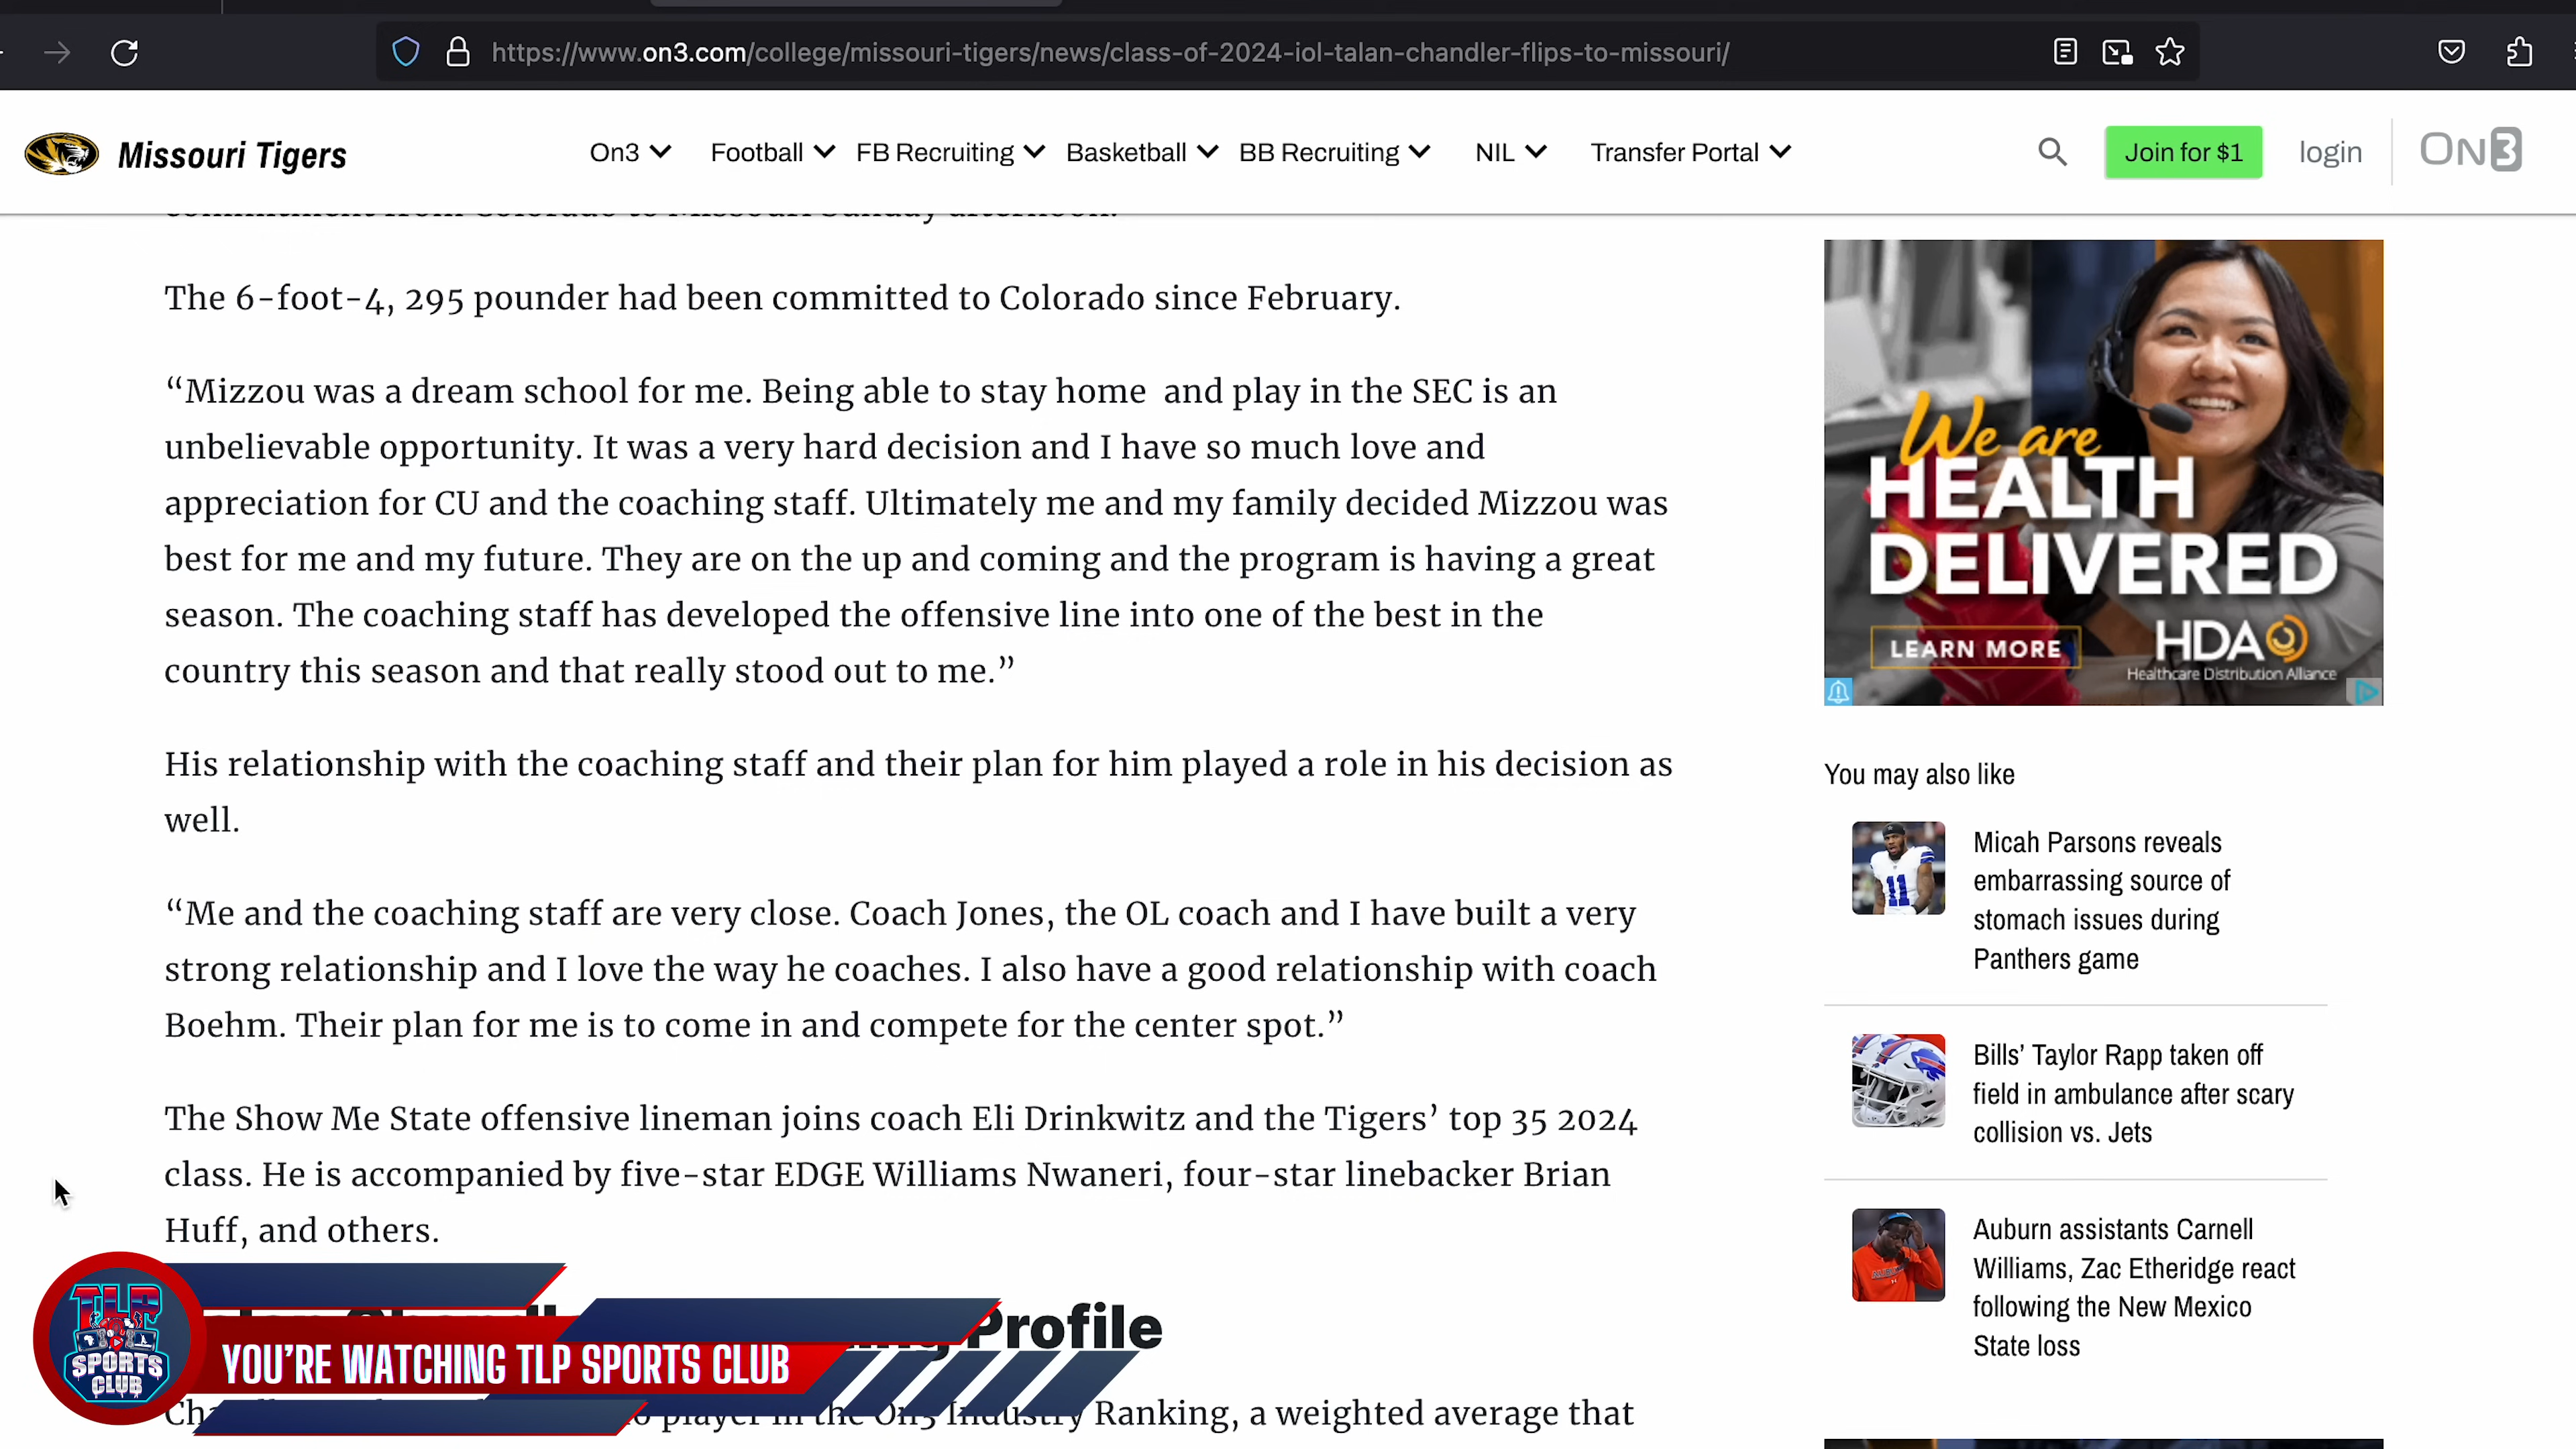 https://www.on3.com/college/missouri-tigers/news/class-of-2024-iol-talan-chandler-flips-to-missouri/
Missouri Tigers
On3
Football
FB Recruiting
Basketball
BB Recruiting
NIL
Transfer Portal
Join for $1
login
ON3
commitment from Colorado to Missouri Sunday afternoon.
The 6-foot-4, 295 pounder had been committed to Colorado since February.
“Mizzou was a dream school for me. Being able to stay home and play in the SEC is an
unbelievable opportunity. It was a very hard decision and I have so much love and
appreciation for CU and the coaching staff. Ultimately me and my family decided Mizzou was
best for me and my future. They are on the up and coming and the program is having a great
season. The coaching staff has developed the offensive line into one of the best in the
country this season and that really stood out to me.”
His relationship with the coaching staff and their plan for him played a role in his decision as
well.
“Me and the coaching staff are very close. Coach Jones, the OL coach and I have built a very
strong relationship and I love the way he coaches. I also have a good relationship with coach
Boehm. Their plan for me is to come in and compete for the center spot.”
The Show Me State offensive lineman joins coach Eli Drinkwitz and the Tigers’ top 35 2024
class. He is accompanied by five-star EDGE Williams Nwaneri, four-star linebacker Brian
Huff, and others.
Profile
player in the On3 Industry Ranking, a weighted average that
TLP
SPORTS
CLUB
YOU'RE WATCHING TLP SPORTS CLUB
We are
HEALTH
DELIVERED
LEARN MORE
HDA
Healthcare Distribution Alliance
You may also like
11
Micah Parsons reveals
embarrassing source of
stomach issues during
Panthers game
Bills’ Taylor Rapp taken off
field in ambulance after scary
collision vs. Jets
Auburn assistants Carnell
Williams, Zac Etheridge react
following the New Mexico
State loss